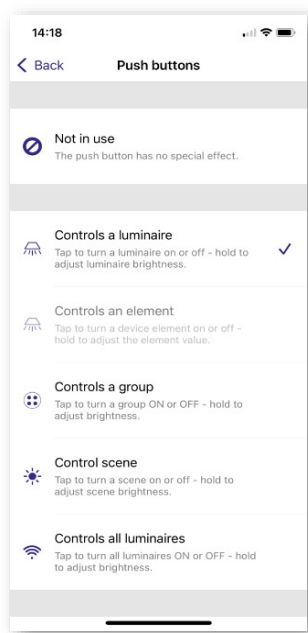 14:18
Back
Push buttons
Not in use
The push button has no special effect.
Controls a luminaire
Tap to turn a luminaire on or off - hold to
adjust luminaire brightness.
Controls an element
Tap to turn a device element on or off -
hold to adjust the element value.
Controls a group
Tap to turn a group ON or OFF - hold to
adjust brightness.
Control scene
Tap to turn a scene on or off - hold to
adjust scene brightness.
Controls all luminaires
Tap to turn all luminaires ON or OFF - hold
to adjust brightness.